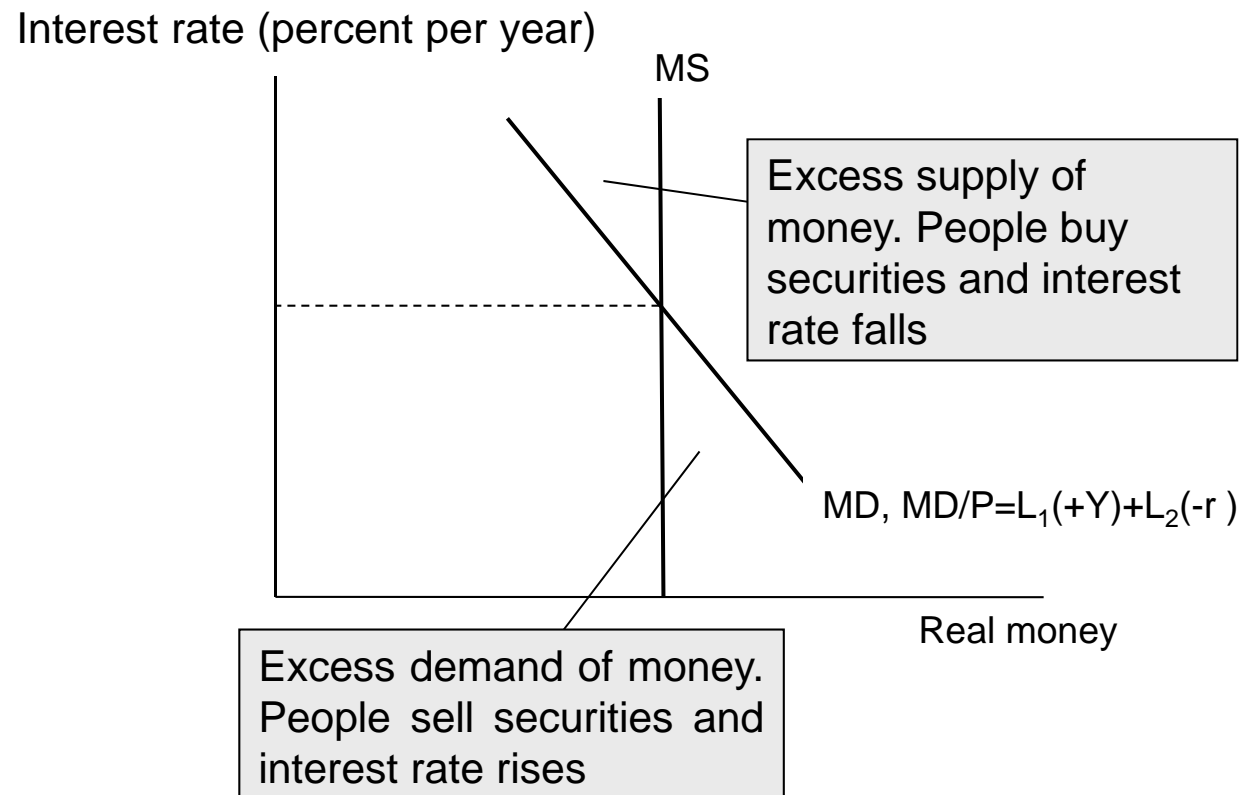 Interest rate (percent per year)
MS
Excess supply of
money. People buy
securities and interest
rate falls
MD, MD/P=L₁(+Y)+L₂(-r )
Real money
Excess demand of money.
People sell securities and
interest rate rises